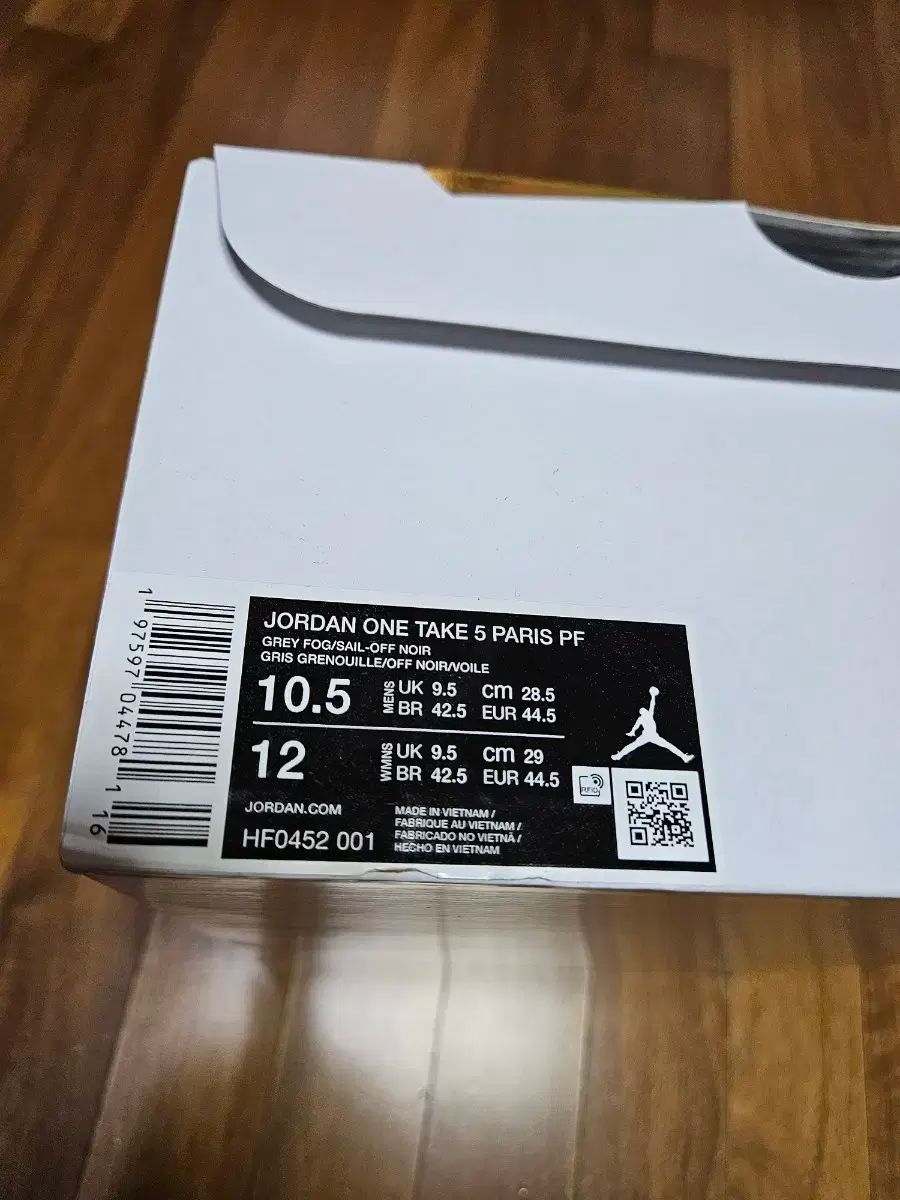 JORDAN ONE TAKE 5 PARIS PF
GREY FOG/SAIL-OFF NOIR
GRIS GRENOUILLE/OFF NOIR/VOILE
10.5 MENS UK 9.5 cm 28.5
BR 42.5 EUR 44.5
12 WMNS UK 9.5 cm 29
BR 42.5 EUR 44.5
RFID
JORDAN.COM
HF0452 001
MADE IN VIETNAM /
FABRIQUE AU VIETNAM /
FABRICADO NO VIETNÃ /
HECHO EN VIETNAM
1 97597 04478 1 16